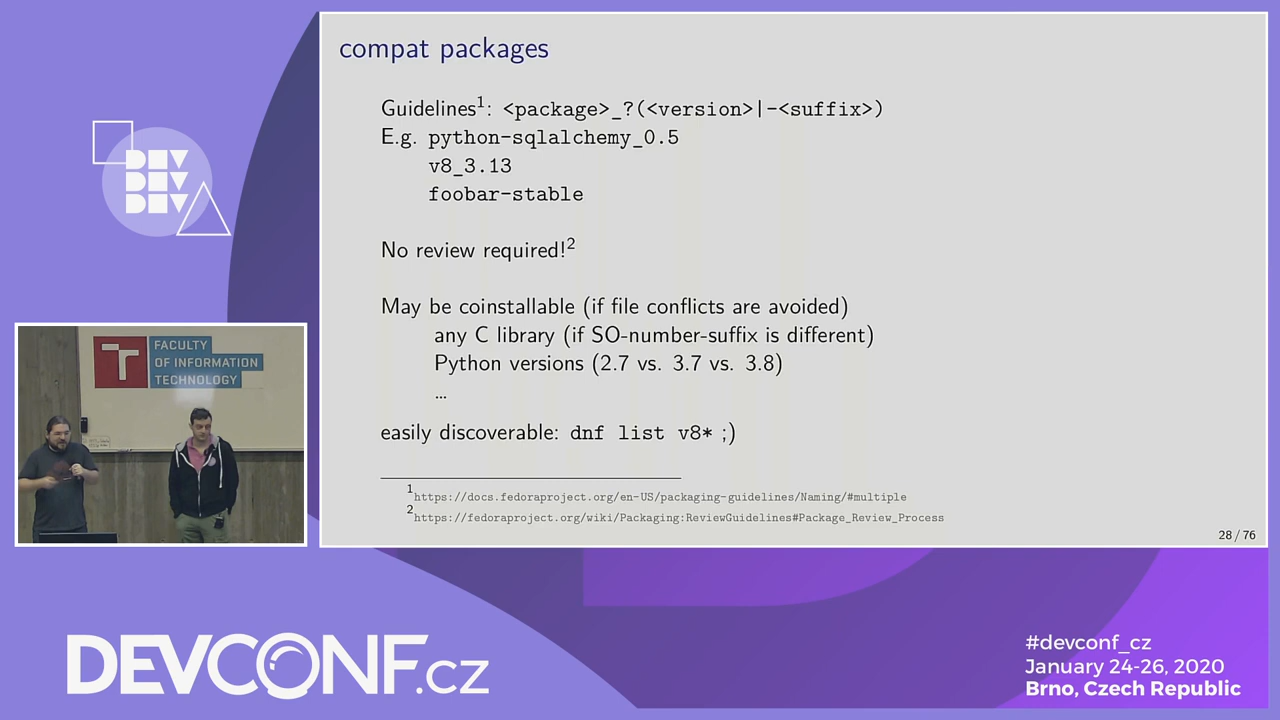 compat packages
Guidelines1: <package>_?(<version>|-<suffix>)
E.g. python-sqlalchemy_0.5
v8_3.13
foobar-stable
No review required!2
May be coinstallable (if file conflicts are avoided)
any C library (if SO-number-suffix is different)
Python versions (2.7 vs. 3.7 vs. 3.8)
...
easily discoverable: dnf list v8* ;)
1https://docs.fedoraproject.org/en-US/packaging-guidelines/Naming/#multiple
2https://fedoraproject.org/wiki/Packaging:ReviewGuidelines#Package_Review_Process
28 / 76
DEV
DEV
DEV
FACULTY
OF INFORMATION
TECHNOLOGY
DEVCONF.cz
#devconf_cz
January 24-26, 2020
Brno, Czech Republic